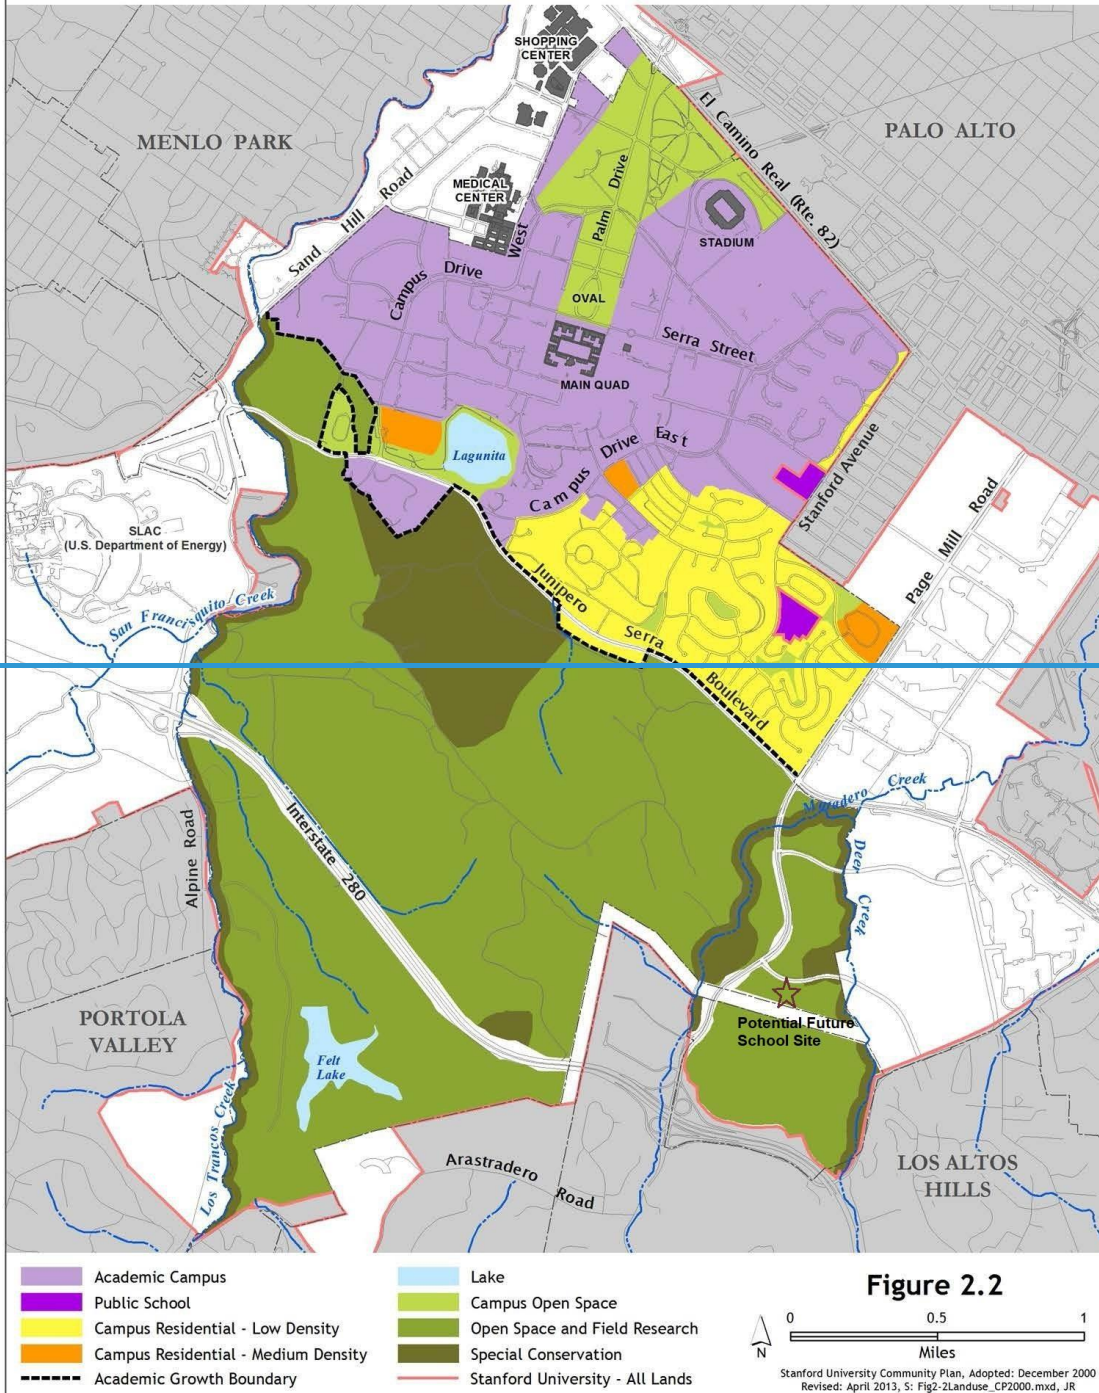 SHOPPING
CENTER
MENLO PARK
PALO ALTO
El Camino Real (Rte. 82)
Sand Hill Road
MEDICAL
CENTER
Palm Drive
STADIUM
Campus Drive West
OVAL
Serra Street
MAIN QUAD
Lagunita
Campus Drive East
Stanford Avenue
Page Mill Road
SLAC
(U.S. Department of Energy)
San Francisquito Creek
Junipero Serra Boulevard
Matadero Creek
Deer Creek
Interstate 280
Alpine Road
PORTOLA
VALLEY
Felt
Lake
Potential Future
School Site
Los Trancos Creek
Arastradero Road
LOS ALTOS
HILLS
Academic Campus
Public School
Campus Residential - Low Density
Campus Residential - Medium Density
Academic Growth Boundary
Lake
Campus Open Space
Open Space and Field Research
Special Conservation
Stanford University - All Lands
Figure 2.2
N
0 0.5 1
Miles
Stanford University Community Plan, Adopted: December 2000
Revised: April 2013, S: Fig2-2Landuse_CP2000.mxd, JR